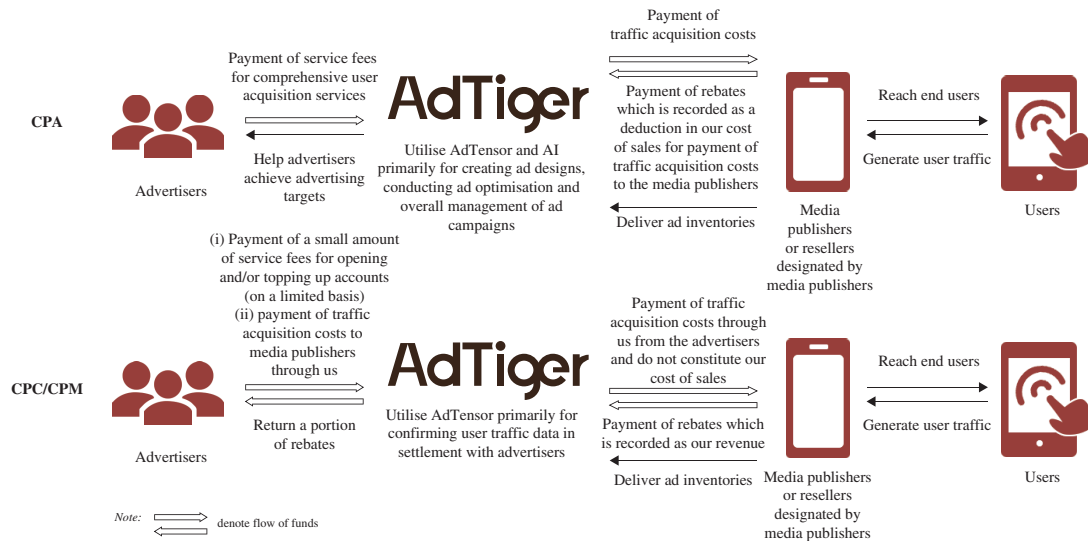 CPA
Advertisers
Payment of service fees
for comprehensive user
acquisition services
Help advertisers
achieve advertising
targets
AdTiger
Utilise AdTensor and AI
primarily for creating ad designs,
conducting ad optimisation and
overall management of ad
campaigns
Payment of
traffic acquisition costs
Payment of rebates
which is recorded as a
deduction in our cost
of sales for payment of
traffic acquisition costs
to the media publishers
Deliver ad inventories
Media
publishers
or resellers
designated by
media publishers
Reach end users
Generate user traffic
Users
CPC/CPM
Advertisers
(i) Payment of a small amount
of service fees for opening
and/or topping up accounts
(on a limited basis)
(ii) payment of traffic
acquisition costs to
media publishers
through us
Return a portion
of rebates
AdTiger
Utilise AdTensor primarily for
confirming user traffic data in
settlement with advertisers
Payment of traffic
acquisition costs through
us from the advertisers
and do not constitute our
cost of sales
Payment of rebates which
is recorded as our revenue
Deliver ad inventories
Media publishers
or resellers
designated by
media publishers
Reach end users
Generate user traffic
Users
Note:
denote flow of funds